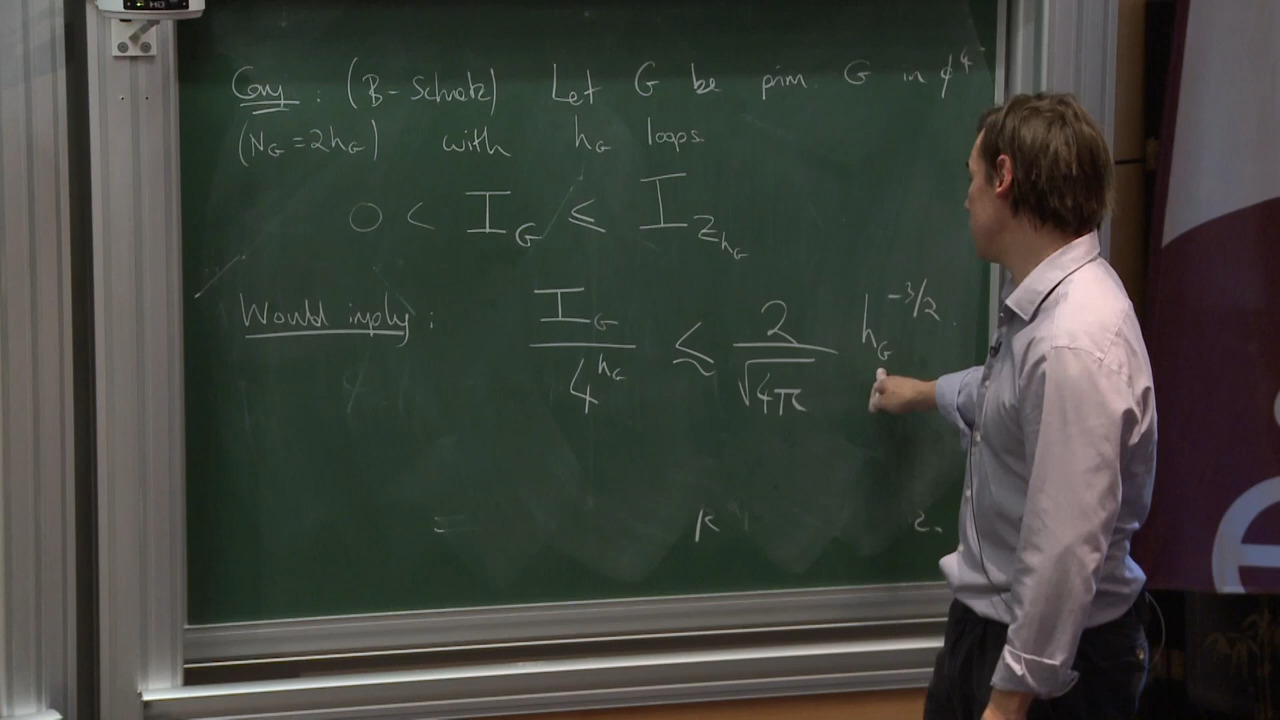 Conj : (B-Schnetz) Let G be prim. G in ϕ⁴
(N_G = 2h_G) with h_G loops.
0 < I_G ≤ I_{Z_{h_G}}
Would imply : I_G / 4^{h_G} ≲ 2 / √(4π) h_G^{-3/2}.